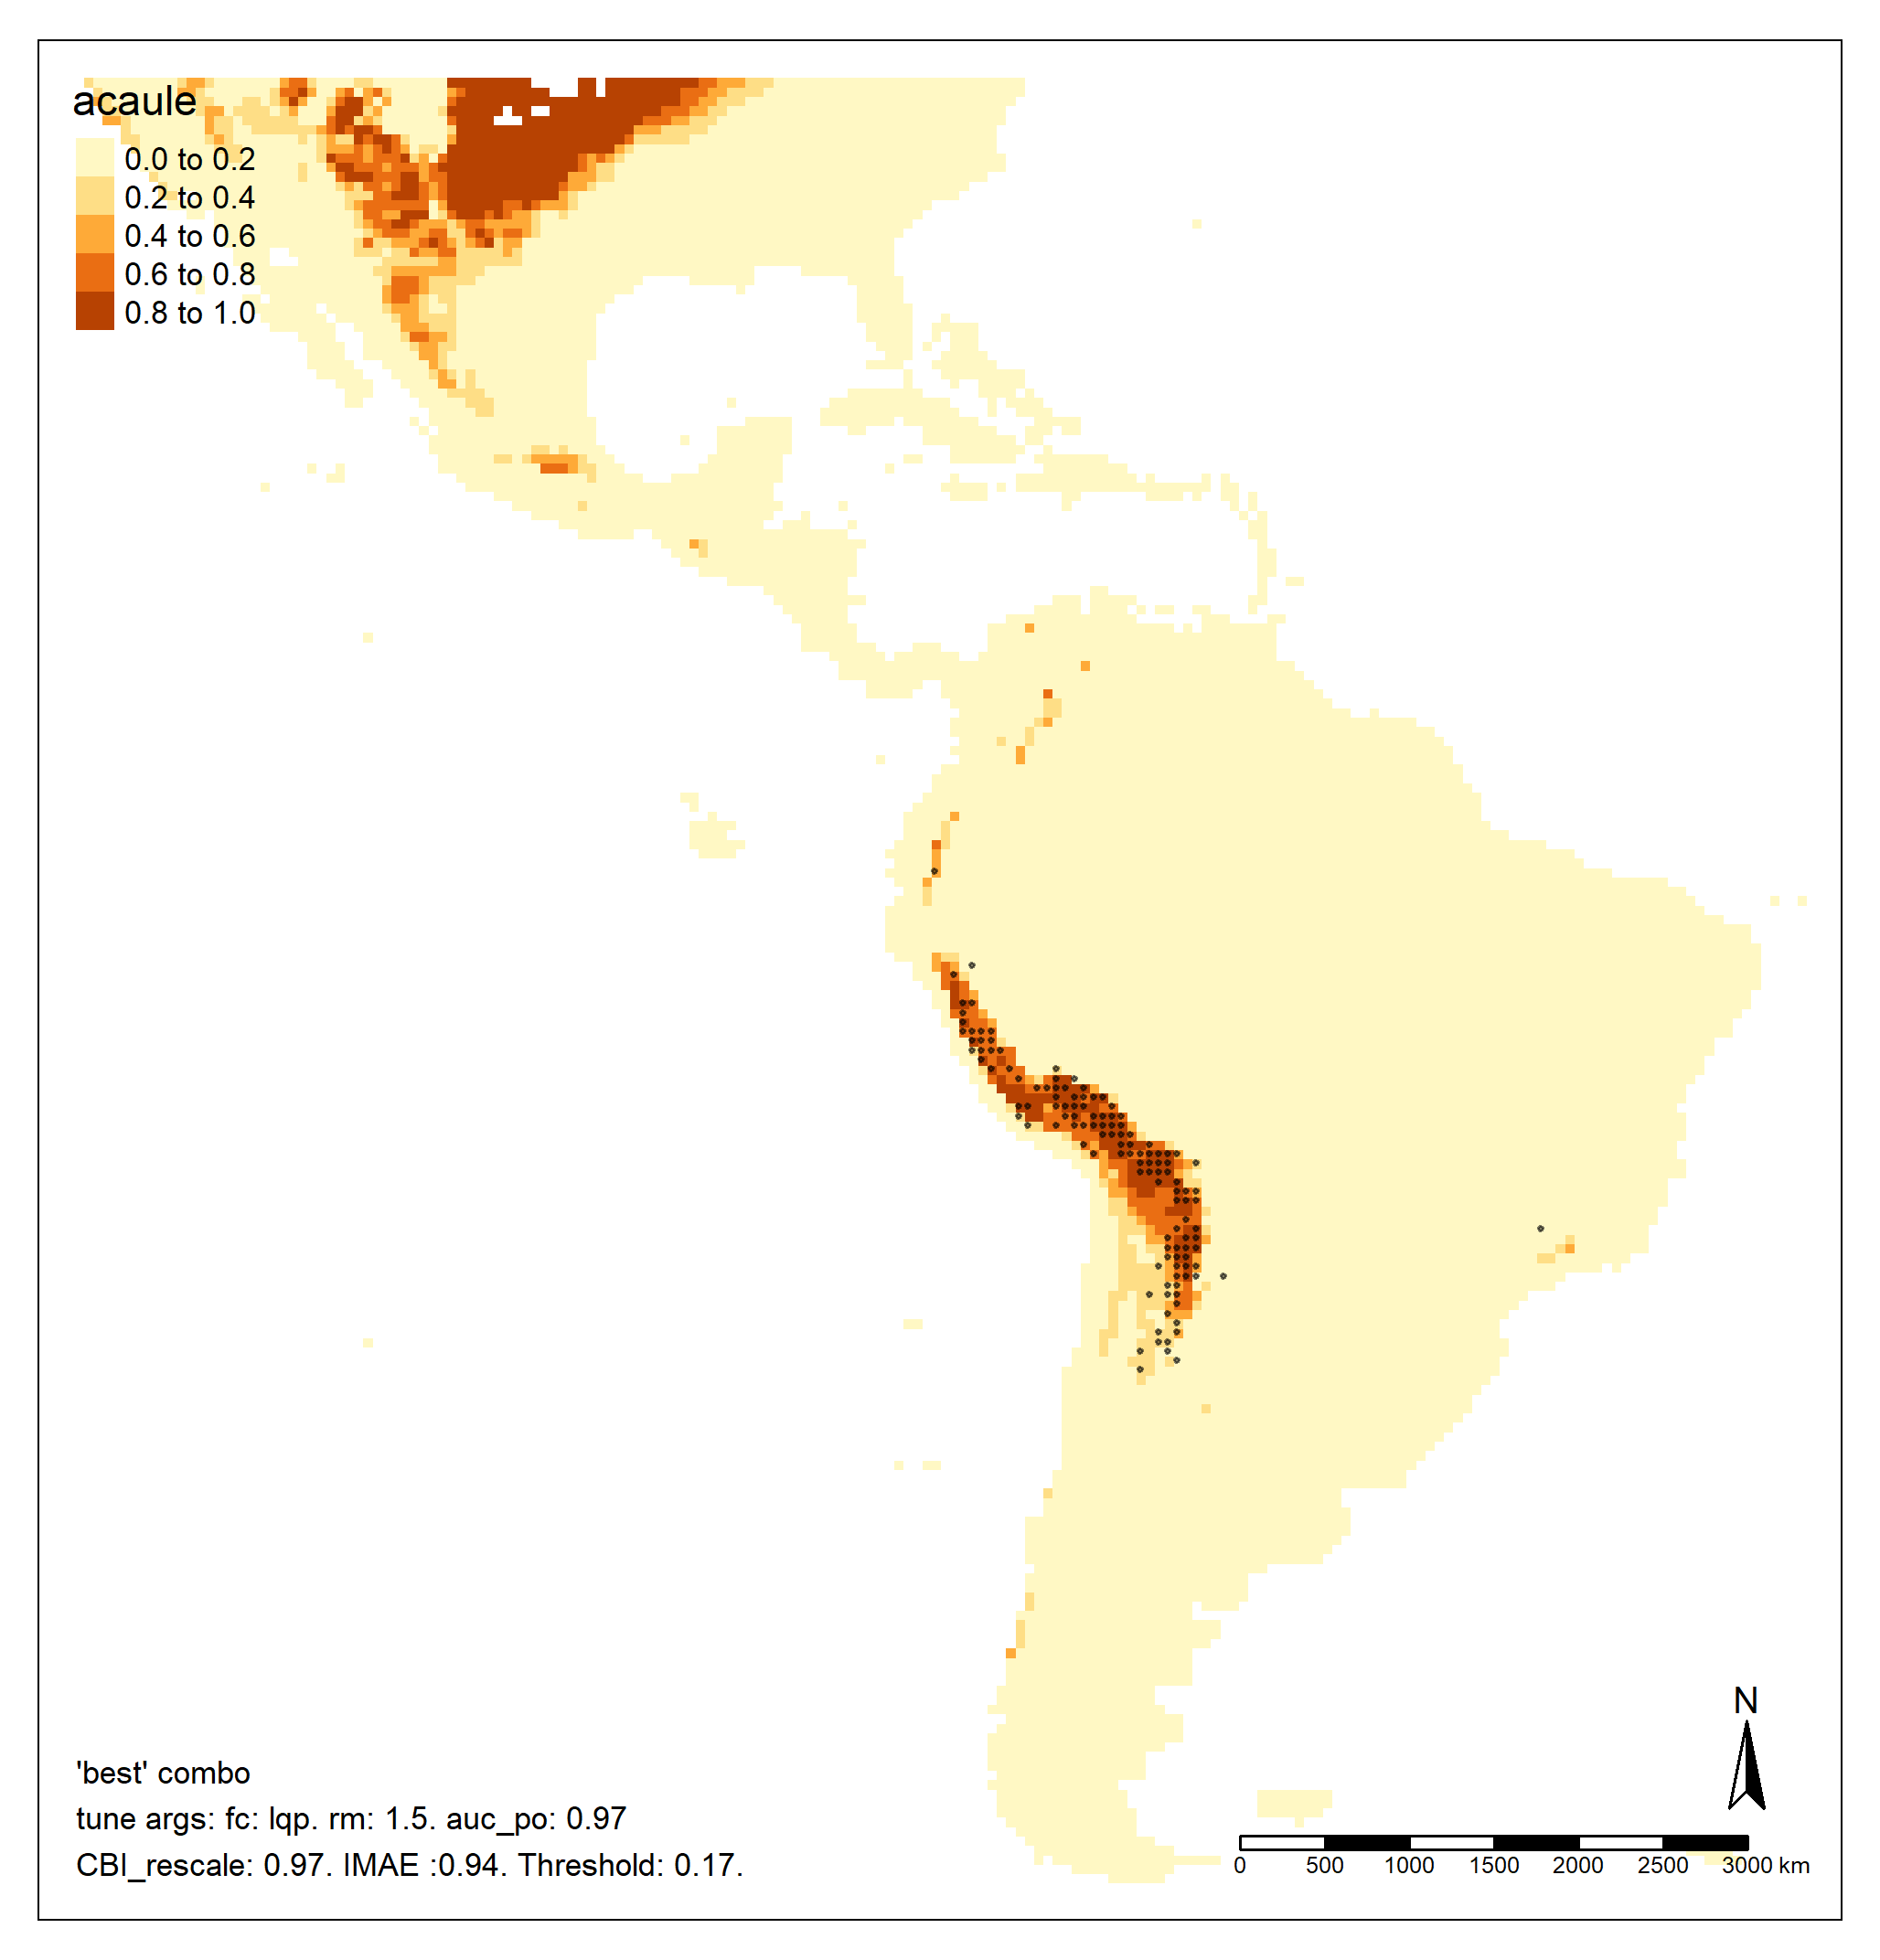 acaule
0.0 to 0.2
0.2 to 0.4
0.4 to 0.6
0.6 to 0.8
0.8 to 1.0
N
'best' combo
tune args: fc: lqp. rm: 1.5. auc_po: 0.97
CBI_rescale: 0.97. IMAE :0.94. Threshold: 0.17.
0 500 1000 1500 2000 2500 3000 km